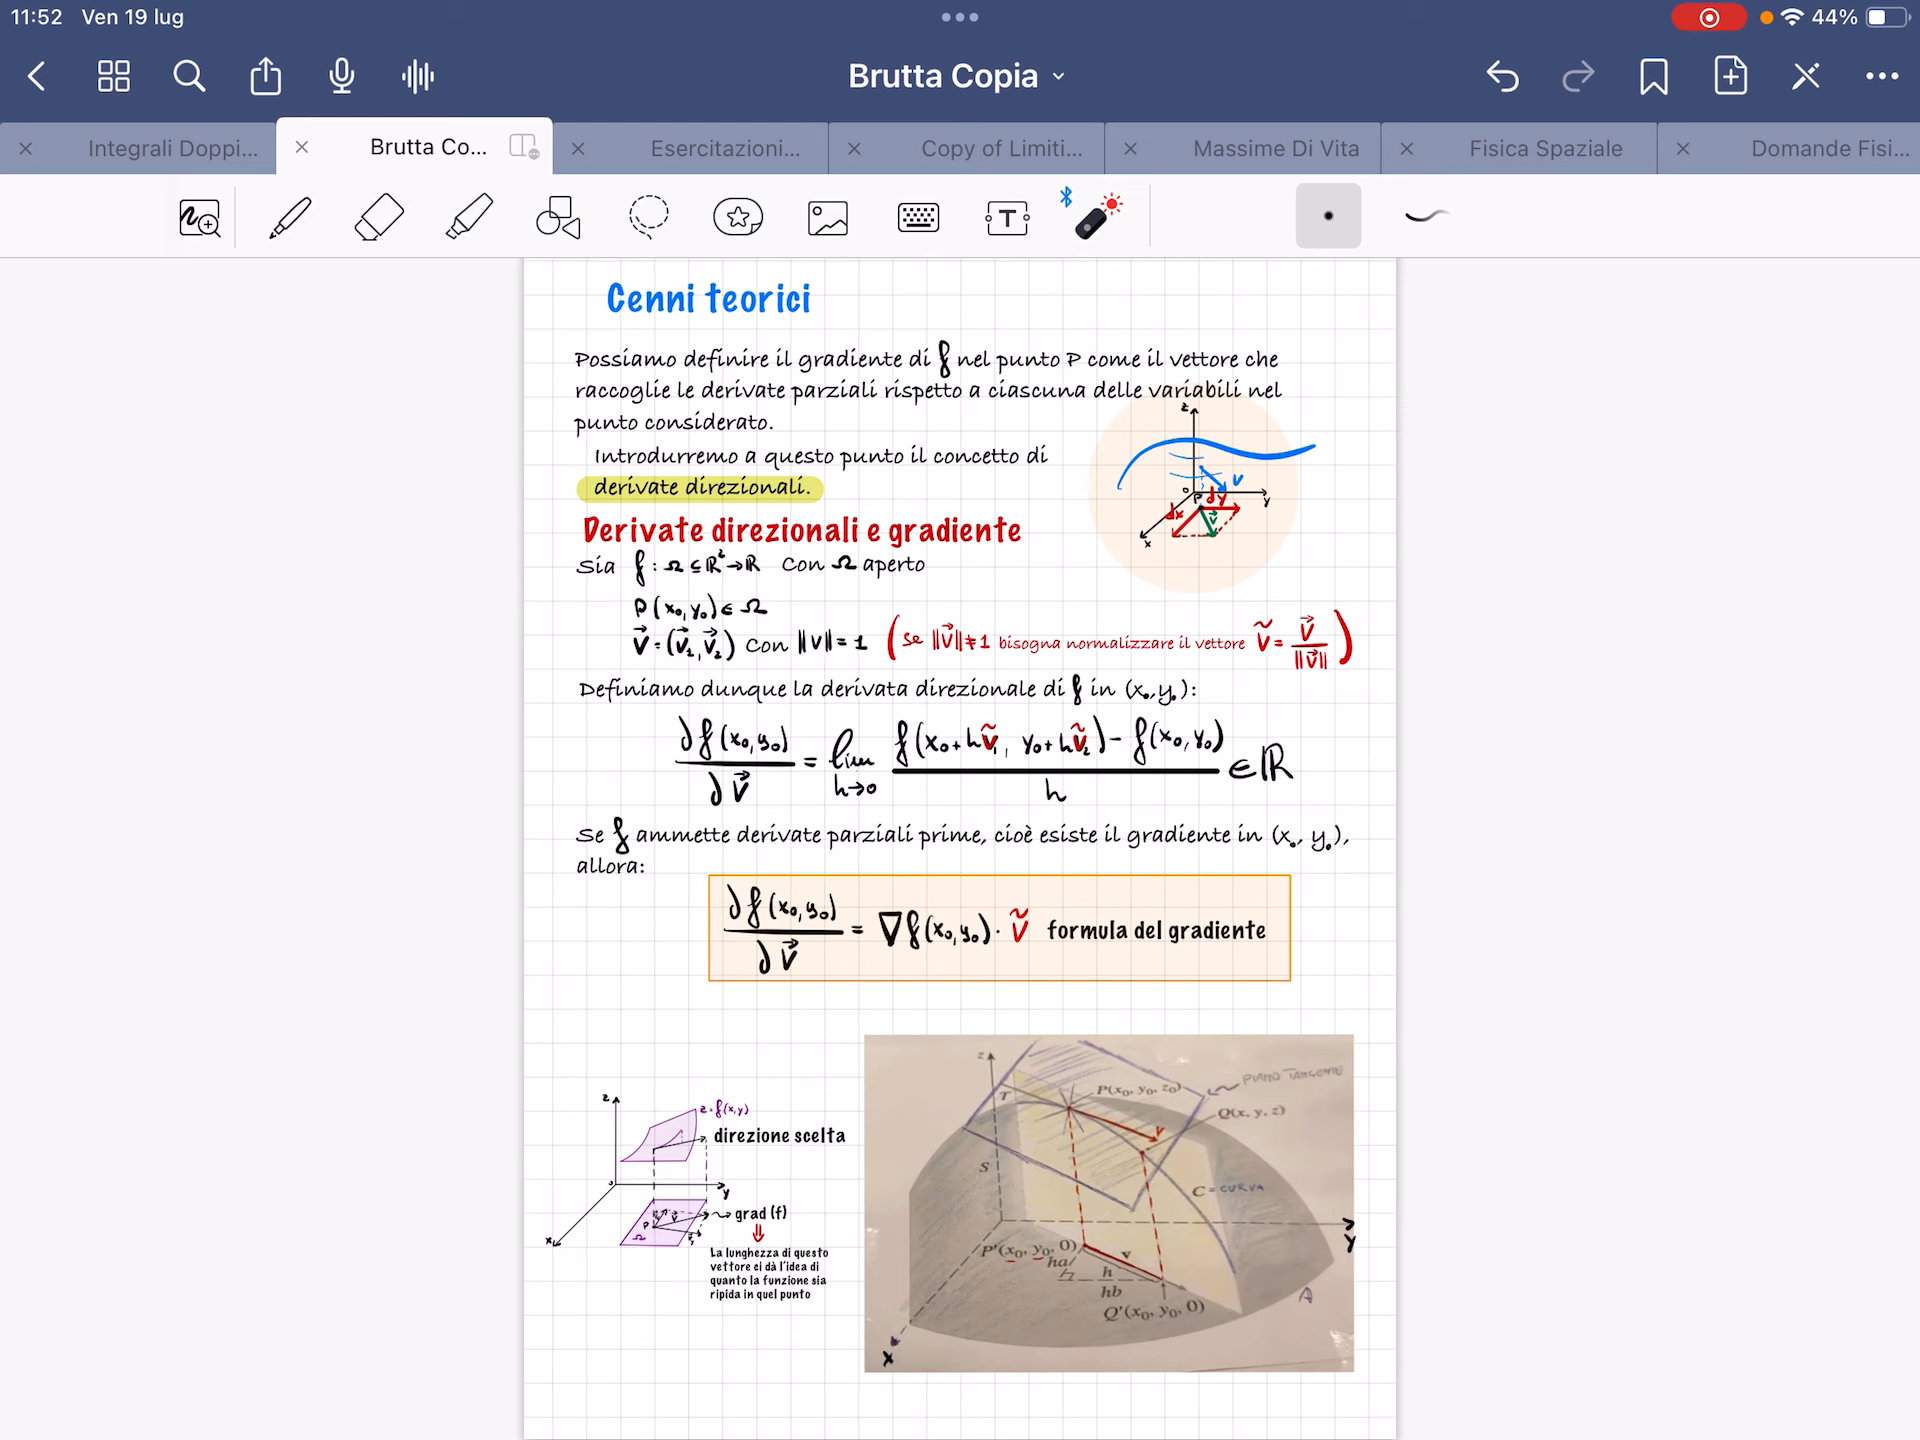 11:52 Ven 19 lug
44%
Brutta Copia
Integrali Doppi...
Brutta Co...
Esercitazioni...
Copy of Limiti...
Massime Di Vita
Fisica Spaziale
Domande Fisi...
T
Cenni teorici
Possiamo definire il gradiente di f nel punto P come il vettore che
raccoglie le derivate parziali rispetto a ciascuna delle variabili nel
punto considerato.
Introdurremo a questo punto il concetto di
derivate direzionali.
z
v
o
P
dy
y
dx
v⃗
x
Derivate direzionali e gradiente
Sia f : Ω ⊆ ℝ² → ℝ Con Ω aperto
P(x₀, y₀) ∈ Ω
v⃗ = (v⃗₁, v⃗₂) Con ||v|| = 1 (se ||v⃗|| ≠ 1 bisogna normalizzare il vettore ṽ = v⃗ / ||v⃗||)
Definiamo dunque la derivata direzionale di f in (x₀, y₀):
∂f(x₀, y₀) / ∂v⃗ = lim h→0 f(x₀ + hṽ₁, y₀ + hṽ₂) - f(x₀, y₀) / h ∈ ℝ
Se f ammette derivate parziali prime, cioè esiste il gradiente in (x₀, y₀),
allora:
∂f(x₀, y₀) / ∂v⃗ = ∇f(x₀, y₀) · ṽ formula del gradiente
z
z=f(x,y)
direzione scelta
o
y
grad (f)
P
Ω
x
La lunghezza di questo
vettore ci dà l'idea di
quanto la funzione sia
ripida in quel punto
z
PIANO TANGENTE
P(x₀, y₀, z₀)
T
Q(x, y, z)
v
S
C = CURVA
y
P'(x₀, y₀, 0)
v
ha
h
hb
A
Q'(x₀, y₀, 0)
x